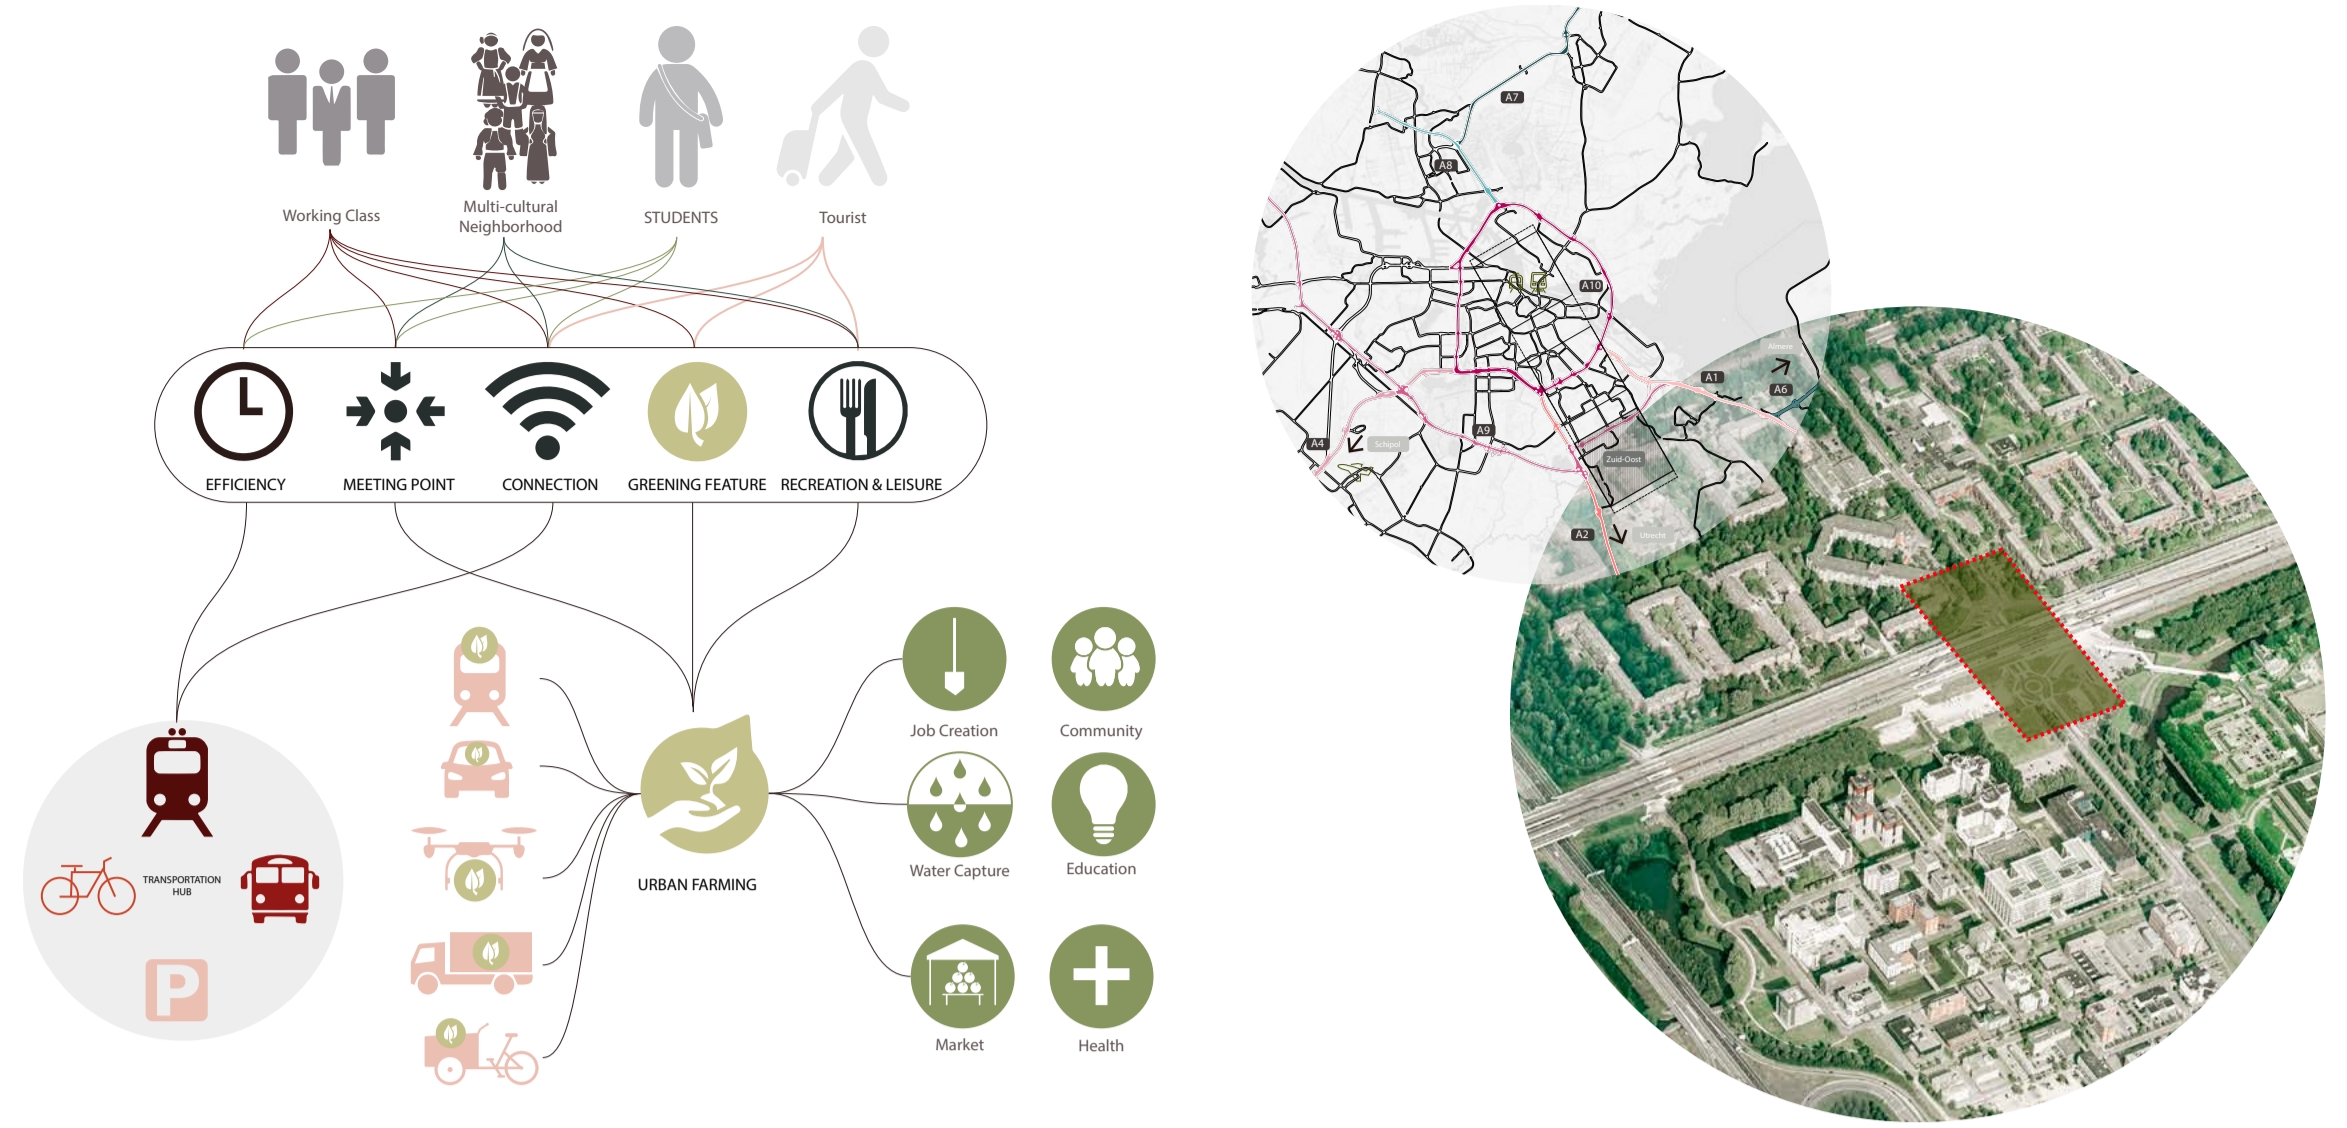 Working Class
Multi-cultural
Neighborhood
STUDENTS
Tourist
EFFICIENCY
MEETING POINT
CONNECTION
GREENING FEATURE
RECREATION & LEISURE
TRANSPORTATION
HUB
P
URBAN FARMING
Job Creation
Community
Water Capture
Education
Market
Health
A7
A8
A10
Almere
A1
A6
A4
Schipol
A9
Zuid-Oost
A2
Utrecht